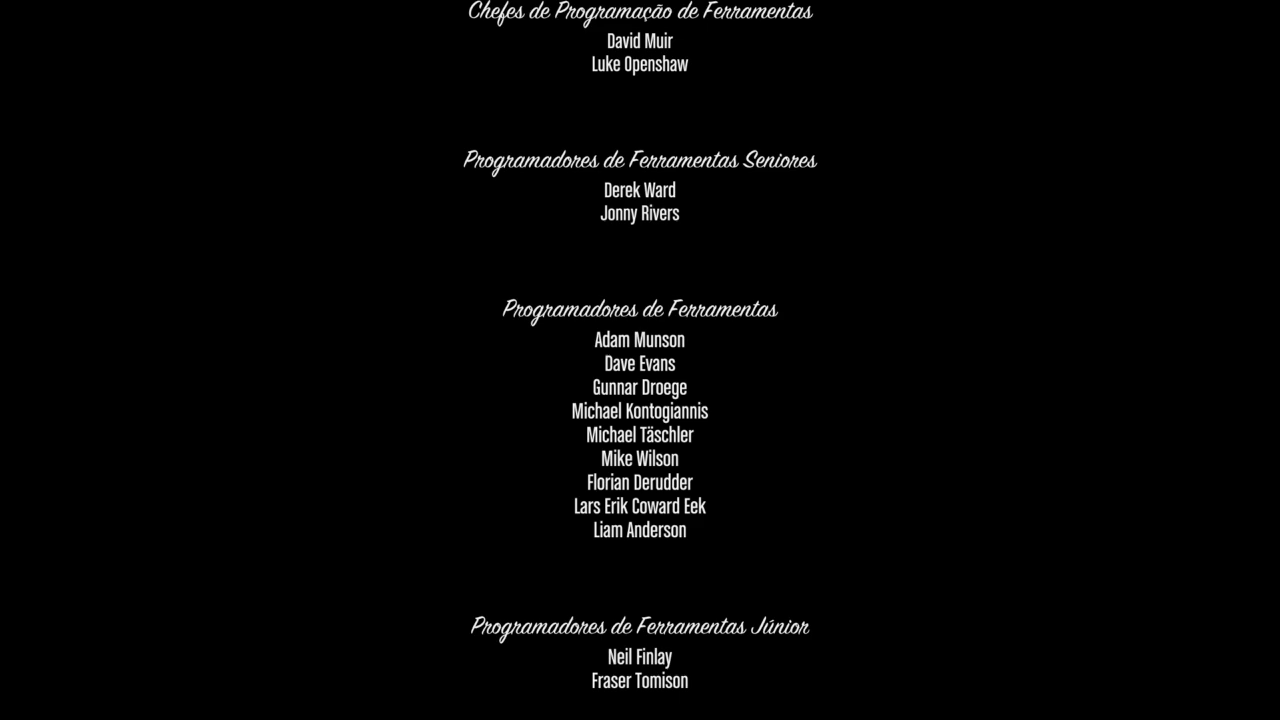 Chefes de Programação de Ferramentas
David Muir
Luke Openshaw
Programadores de Ferramentas Seniores
Derek Ward
Jonny Rivers
Programadores de Ferramentas
Adam Munson
Dave Evans
Gunnar Droege
Michael Kontogiannis
Michael Täschler
Mike Wilson
Florian Derudder
Lars Erik Coward Eek
Liam Anderson
Programadores de Ferramentas Júnior
Neil Finlay
Fraser Tomison